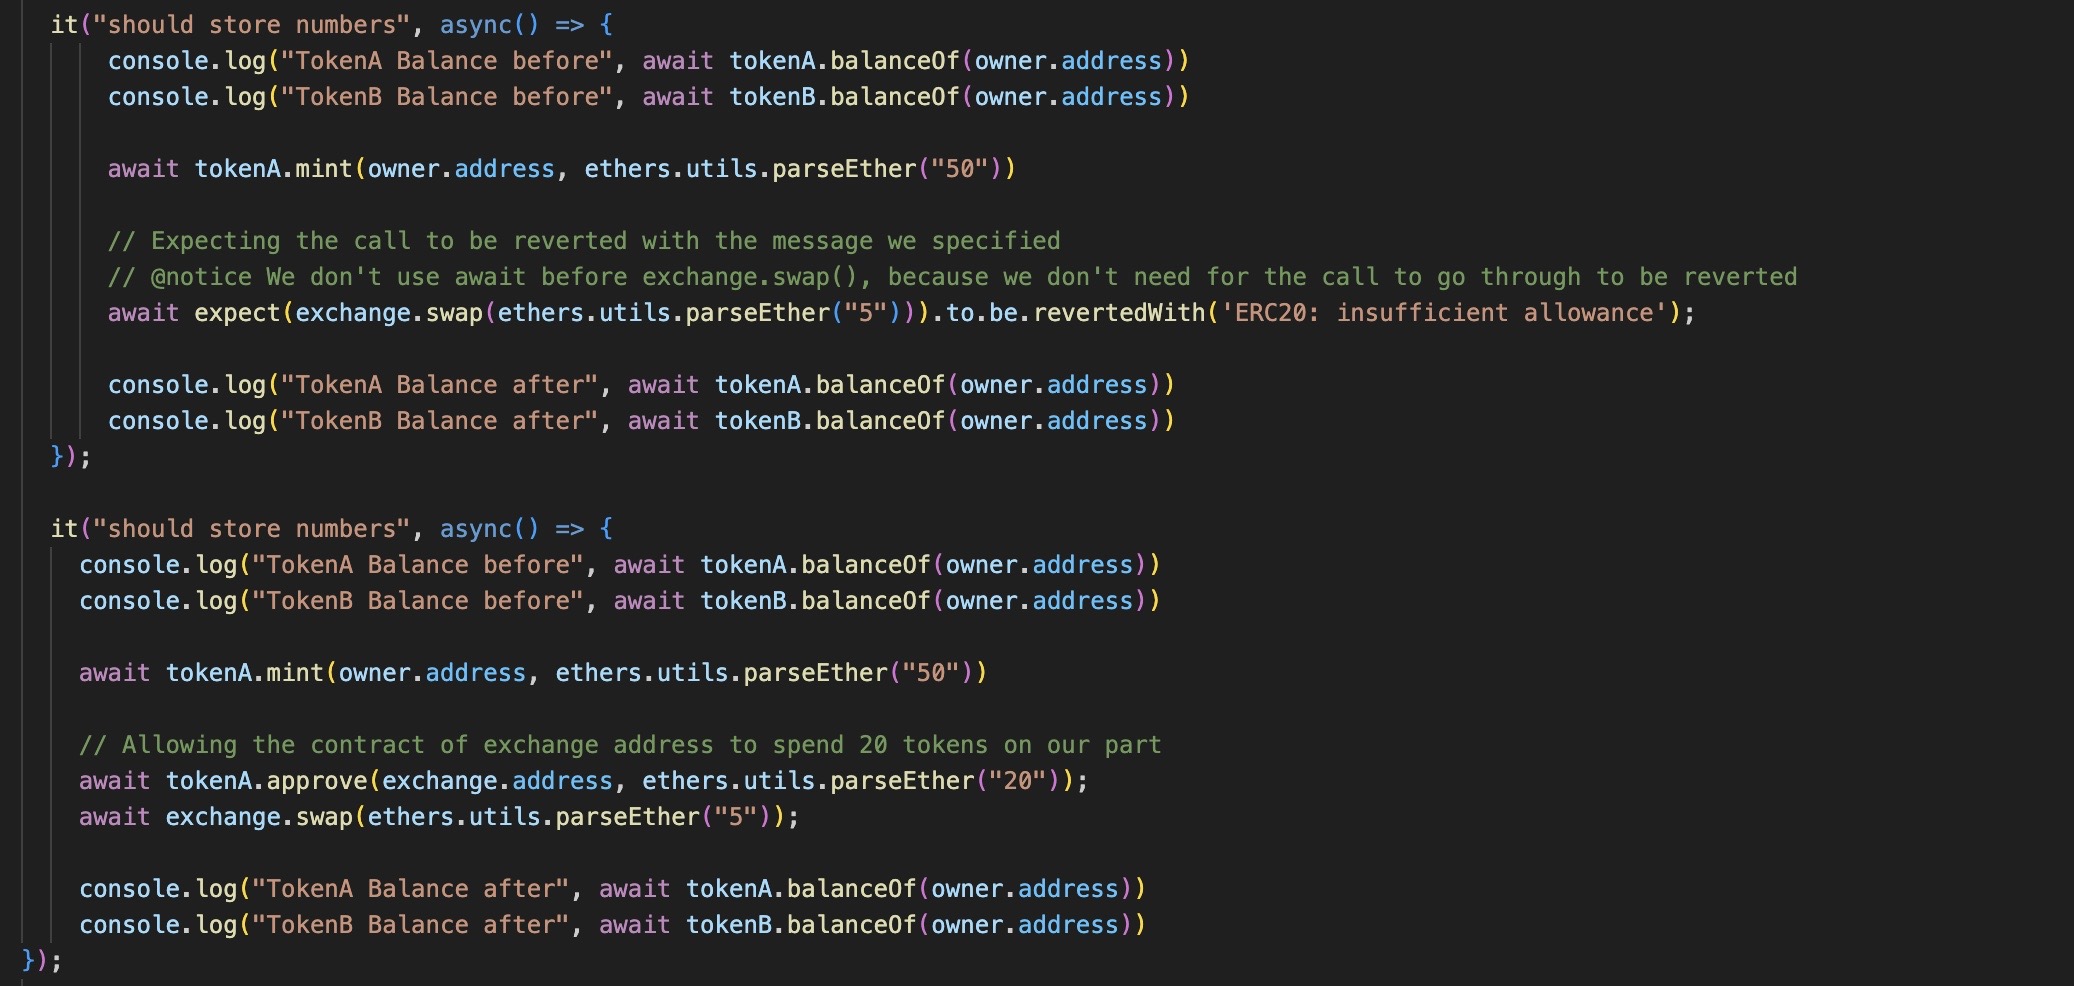 it("should store numbers", async() => {
console.log("TokenA Balance before", await tokenA.balanceOf(owner.address))
console.log("TokenB Balance before", await tokenB.balanceOf(owner.address))
await tokenA.mint(owner.address, ethers.utils.parseEther("50"))
// Expecting the call to be reverted with the message we specified
// @notice We don't use await before exchange.swap(), because we don't need for the call to go through to be reverted
await expect(exchange.swap(ethers.utils.parseEther("5"))).to.be.revertedWith('ERC20: insufficient allowance');
console.log("TokenA Balance after", await tokenA.balanceOf(owner.address))
console.log("TokenB Balance after", await tokenB.balanceOf(owner.address))
});
it("should store numbers", async() => {
console.log("TokenA Balance before", await tokenA.balanceOf(owner.address))
console.log("TokenB Balance before", await tokenB.balanceOf(owner.address))
await tokenA.mint(owner.address, ethers.utils.parseEther("50"))
// Allowing the contract of exchange address to spend 20 tokens on our part
await tokenA.approve(exchange.address, ethers.utils.parseEther("20"));
await exchange.swap(ethers.utils.parseEther("5"));
console.log("TokenA Balance after", await tokenA.balanceOf(owner.address))
console.log("TokenB Balance after", await tokenB.balanceOf(owner.address))
});